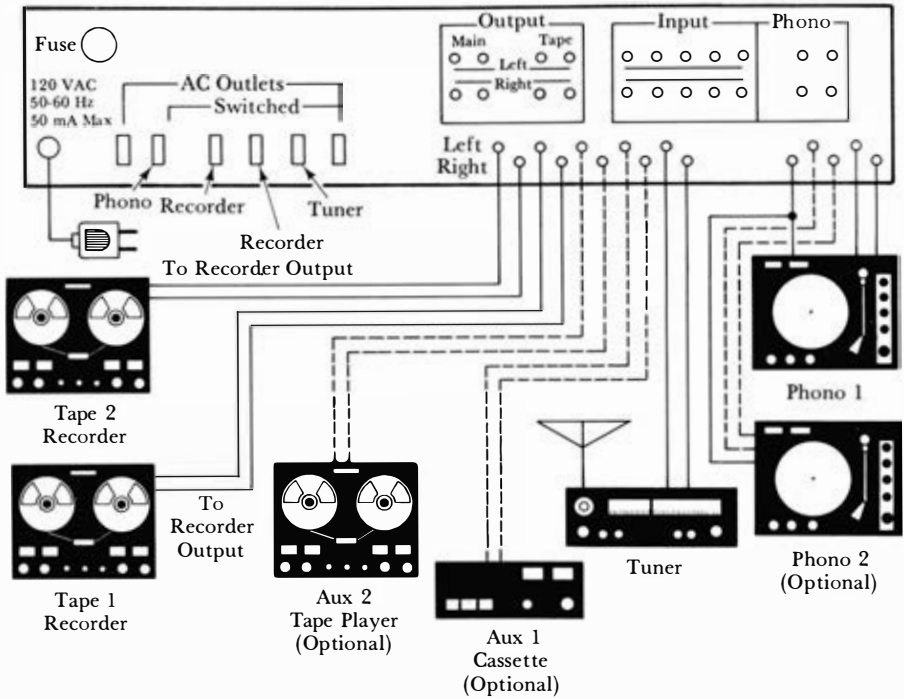 Output
Input
Phono
Fuse
Main
Tape
Left
Right
120 VAC
50-60 Hz
50 mA Max
AC Outlets
Switched
Left
Right
Phono
Recorder
Tuner
Recorder
To Recorder Output
Tape 2
Recorder
To
Recorder
Output
Tape 1
Recorder
Aux 2
Tape Player
(Optional)
Aux 1
Cassette
(Optional)
Tuner
Phono 1
Phono 2
(Optional)